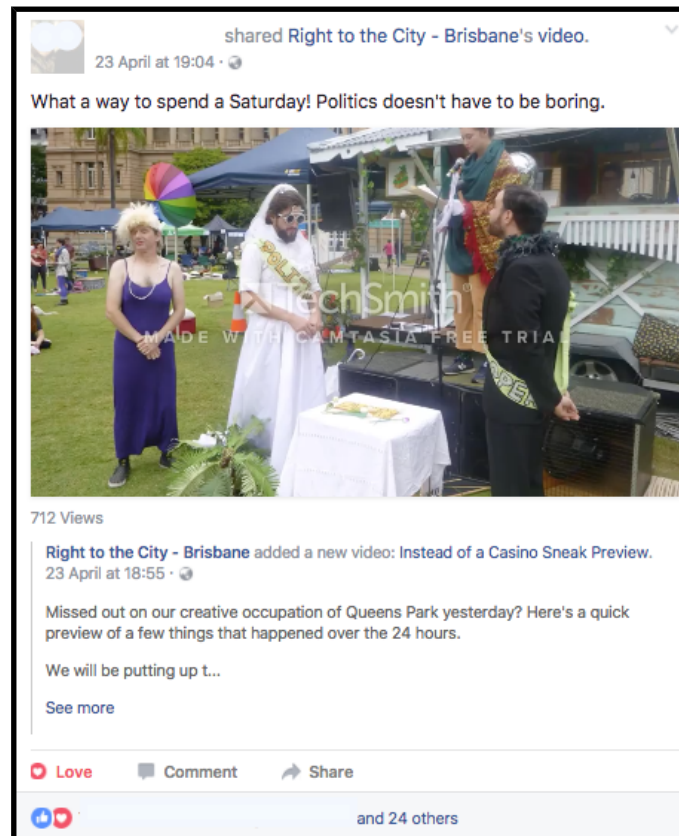 shared Right to the City - Brisbane's video.
23 April at 19:04 ·
What a way to spend a Saturday! Politics doesn't have to be boring.
TechSmith
MADE WITH CAMTASIA FREE TRIAL
712 Views
Right to the City - Brisbane added a new video: Instead of a Casino Sneak Preview.
23 April at 18:55 ·
Missed out on our creative occupation of Queens Park yesterday? Here's a quick
preview of a few things that happened over the 24 hours.
We will be putting up t...
See more
Love Comment Share
and 24 others